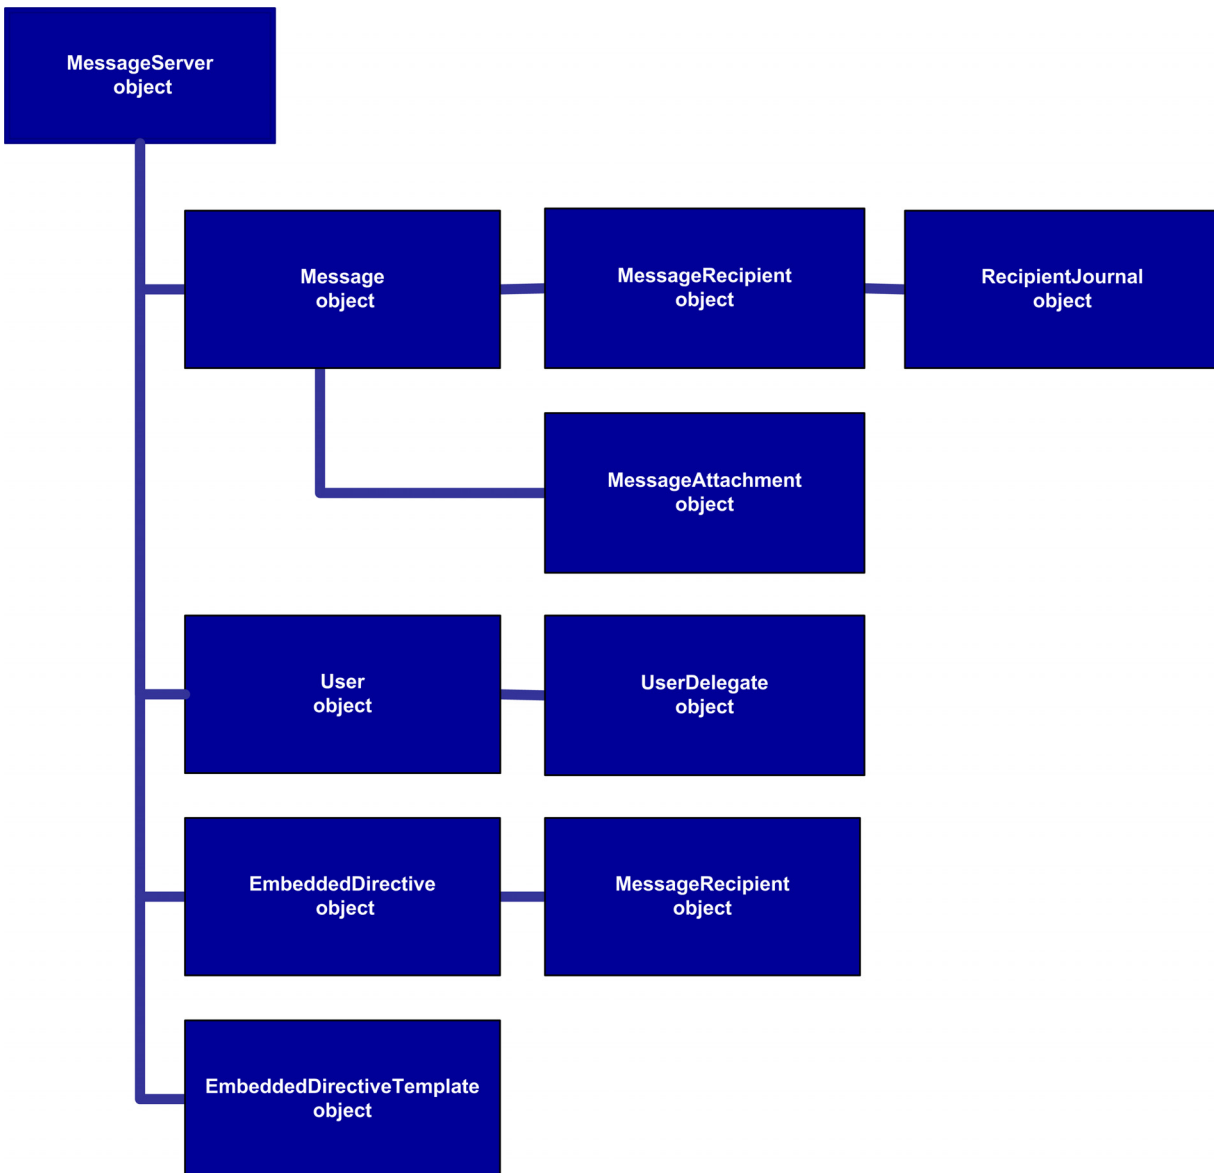 MessageServer
object
Message
object
MessageRecipient
object
RecipientJournal
object
MessageAttachment
object
User
object
UserDelegate
object
EmbeddedDirective
object
MessageRecipient
object
EmbeddedDirectiveTemplate
object